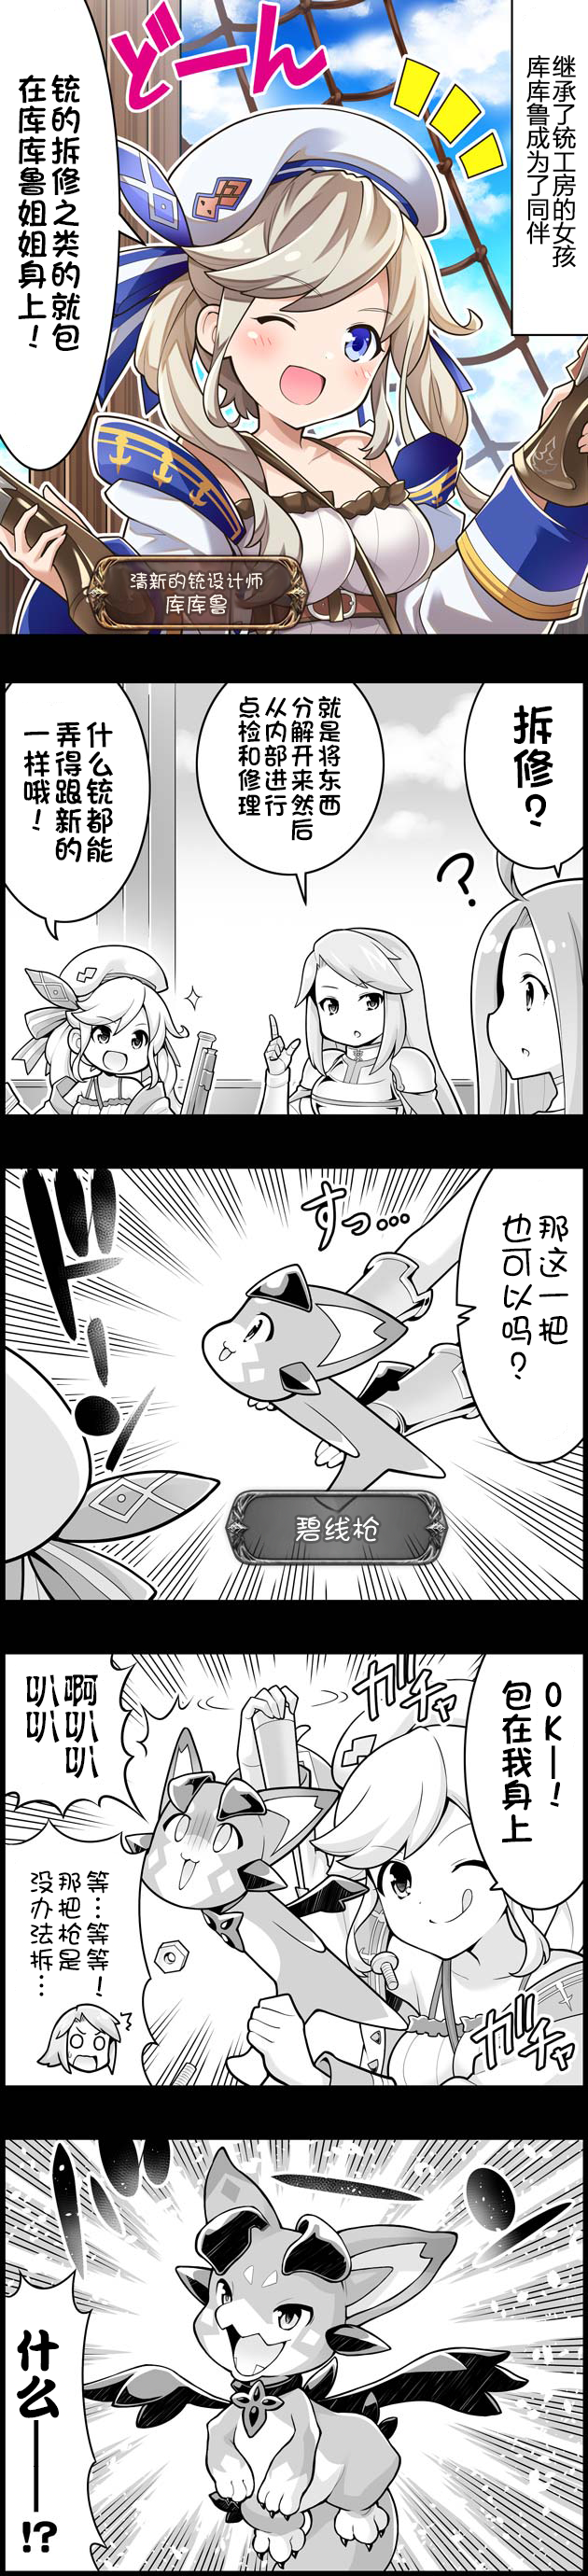 继承了铳工房的女孩
库库鲁成为了同伴
どーん
铳的拆修之类的就包
在库库鲁姐姐身上！
清新的铳设计师
库库鲁
拆修？
？
就是将东西
分解开来然后
从内部进行
点检和修理
什么铳都能
弄得跟新的
一样哦！
那这一把
也可以吗？
すっ…
ドン
碧线枪
OK—！
包在我身上
ガチャ
啊叭叭
叭叭
等…等等！
那把枪是
没办法拆…
ガチャ
什么——!?